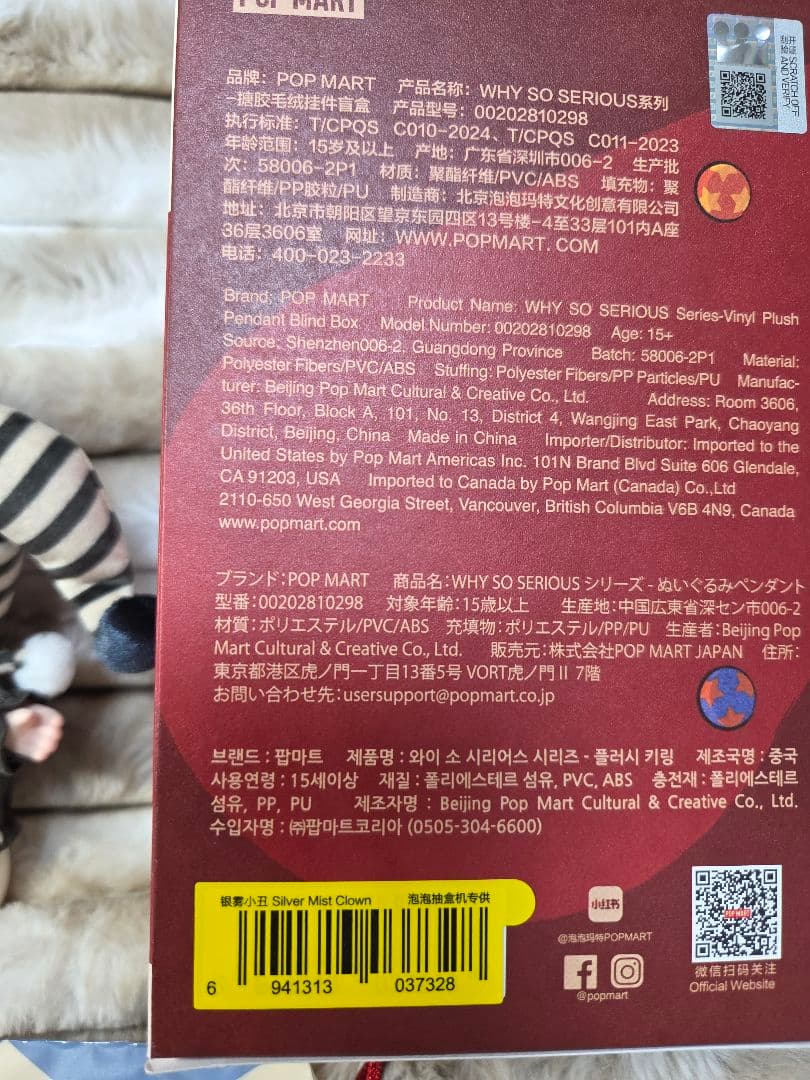 POP MART
开涂层 SCRATCH OFF
刮验 AND VERIFY
品牌：POP MART 产品名称：WHY SO SERIOUS系列
-搪胶毛绒挂件盲盒 产品型号：00202810298
执行标准：T/CPQS C010-2024、T/CPQS C011-2023
年龄范围：15岁及以上 产地：广东省深圳市006-2 生产批
次：58006-2P1 材质：聚酯纤维/PVC/ABS 填充物：聚
酯纤维/PP胶粒/PU 制造商：北京泡泡玛特文化创意有限公司
地址：北京市朝阳区望京东园四区13号楼-4至33层101内A座
36层3606室 网址：WWW.POPMART.COM
电话：400-023-2233
Brand: POP MART Product Name: WHY SO SERIOUS Series-Vinyl Plush
Pendant Blind Box Model Number: 00202810298 Age: 15+
Source: Shenzhen006-2, Guangdong Province Batch: 58006-2P1 Material:
Polyester Fibers/PVC/ABS Stuffing: Polyester Fibers/PP Particles/PU Manufac-
turer: Beijing Pop Mart Cultural & Creative Co., Ltd. Address: Room 3606,
36th Floor, Block A, 101, No. 13, District 4, Wangjing East Park, Chaoyang
District, Beijing, China Made in China Importer/Distributor: Imported to the
United States by Pop Mart Americas Inc. 101N Brand Blvd Suite 606 Glendale,
CA 91203, USA Imported to Canada by Pop Mart (Canada) Co.,Ltd
2110-650 West Georgia Street, Vancouver, British Columbia V6B 4N9, Canada
www.popmart.com
ブランド：POP MART 商品名：WHY SO SERIOUS シリーズ - ぬいぐるみペンダント
型番：00202810298 対象年齢：15歳以上 生産地：中国広東省深セン市006-2
材質：ポリエステル/PVC/ABS 充填物：ポリエステル/PP/PU 生産者：Beijing Pop
Mart Cultural & Creative Co., Ltd. 販売元：株式会社POP MART JAPAN 住所：
東京都港区虎ノ門一丁目13番5号 VORT虎ノ門Ⅱ 7階
お問い合わせ先：usersupport@popmart.co.jp
브랜드 : 팝마트 제품명 : 와이 소 시리어스 시리즈 - 플러시 키링 제조국명 : 중국
사용연령 : 15세이상 재질 : 폴리에스테르 섬유, PVC, ABS 충전재 : 폴리에스테르
섬유, PP, PU 제조자명 : Beijing Pop Mart Cultural & Creative Co., Ltd.
수입자명 : ㈜팝마트코리아 (0505-304-6600)
银雾小丑 Silver Mist Clown 泡泡抽盒机专供
6 941313 037328
小红书
@泡泡玛特POPMART
@popmart
POP MART
微信扫码关注
Official Website